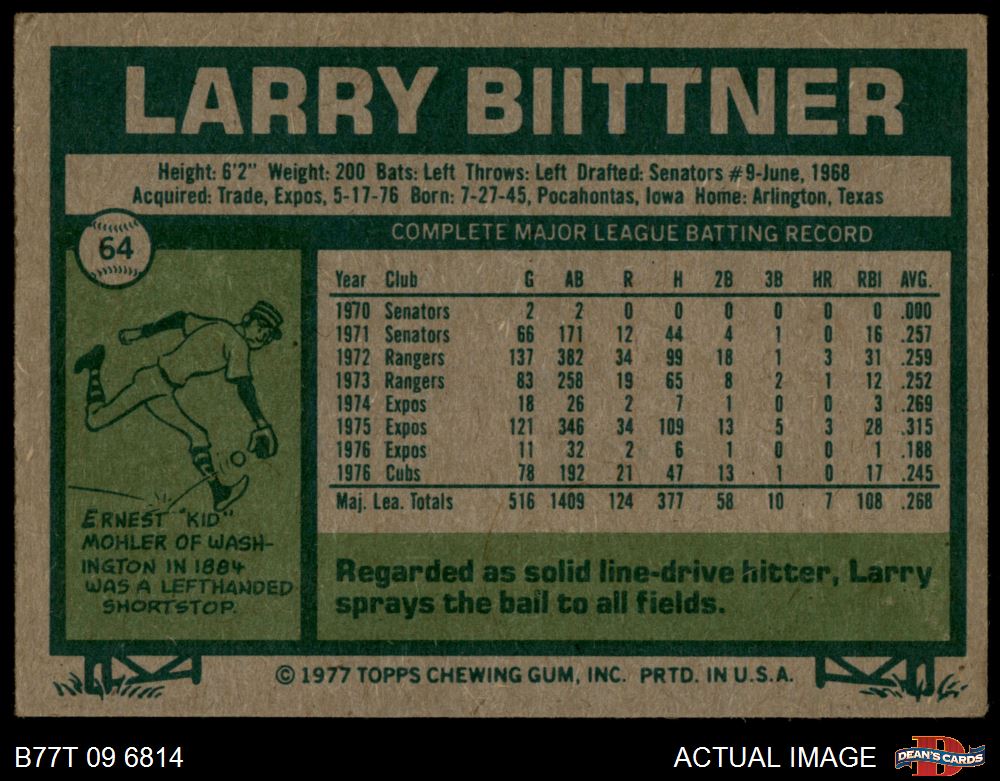 LARRY BIITTNER
Height: 6'2" Weight: 200 Bats: Left Throws: Left Drafted: Senators #9-June, 1968
Acquired: Trade, Expos, 5-17-76 Born: 7-27-45, Pocahontas, Iowa Home: Arlington, Texas
64
COMPLETE MAJOR LEAGUE BATTING RECORD
Year Club G AB R H 2B 3B HR RBI AVG.
1970 Senators 2 2 0 0 0 0 0 0 .000
1971 Senators 66 171 12 44 4 1 0 16 .257
1972 Rangers 137 382 34 99 18 1 3 31 .259
1973 Rangers 83 258 19 65 8 2 1 12 .252
1974 Expos 18 26 2 7 1 0 0 3 .269
1975 Expos 121 346 34 109 13 5 3 28 .315
1976 Expos 11 32 2 6 1 0 0 1 .188
1976 Cubs 78 192 21 47 13 1 0 17 .245
Maj. Lea. Totals 516 1409 124 377 58 10 7 108 .268
ERNEST "KID"
MOHLER OF WASH-
INGTON IN 1884
WAS A LEFTHANDED
SHORTSTOP.
Regarded as solid line-drive hitter, Larry
sprays the ball to all fields.
© 1977 TOPPS CHEWING GUM, INC. PRTD. IN U.S.A.
B77T 09 6814
ACTUAL IMAGE
D
DEAN'S CARDS